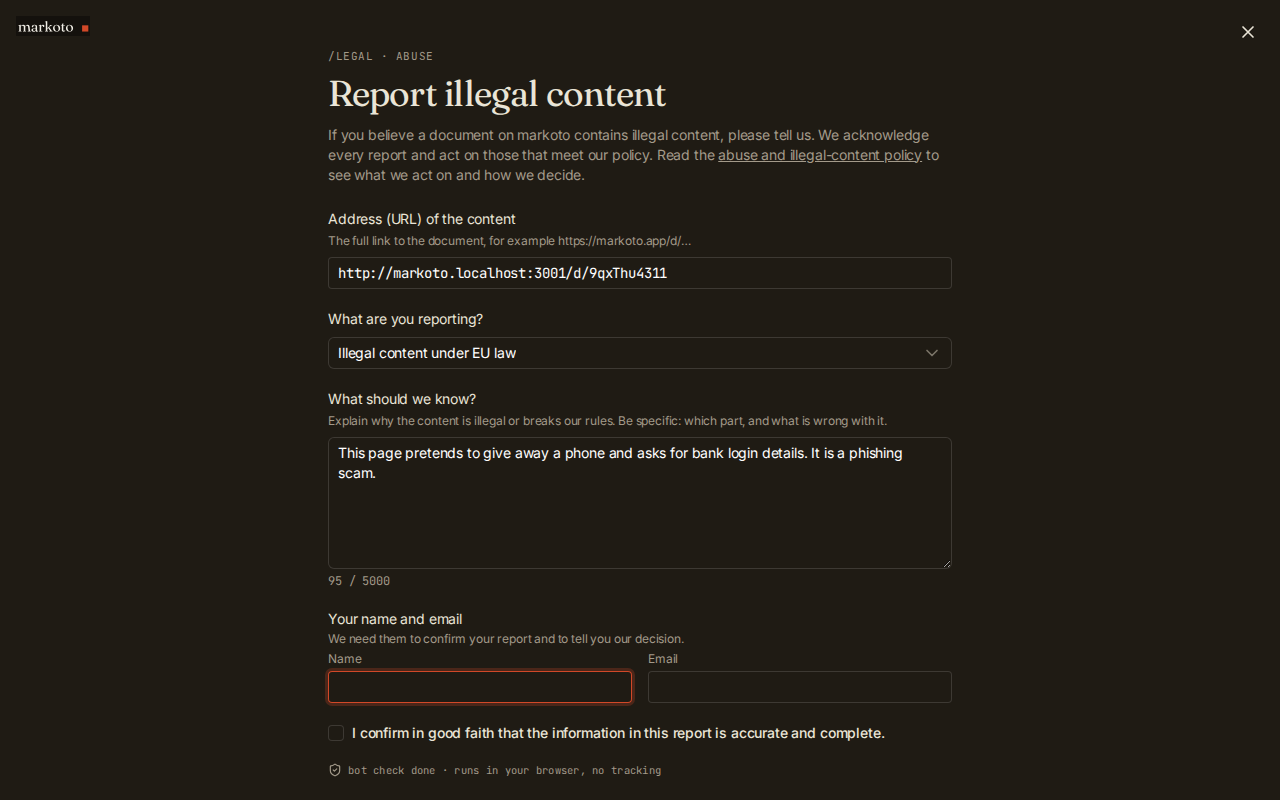 markoto
/LEGAL · ABUSE
Report illegal content
If you believe a document on markoto contains illegal content, please tell us. We acknowledge
every report and act on those that meet our policy. Read the abuse and illegal-content policy to
see what we act on and how we decide.
Address (URL) of the content
The full link to the document, for example https://markoto.app/d/...
http://markoto.localhost:3001/d/9qxThu4311
What are you reporting?
Illegal content under EU law
What should we know?
Explain why the content is illegal or breaks our rules. Be specific: which part, and what is wrong with it.
This page pretends to give away a phone and asks for bank login details. It is a phishing
scam.
95 / 5000
Your name and email
We need them to confirm your report and to tell you our decision.
Name Email
I confirm in good faith that the information in this report is accurate and complete.
bot check done · runs in your browser, no tracking